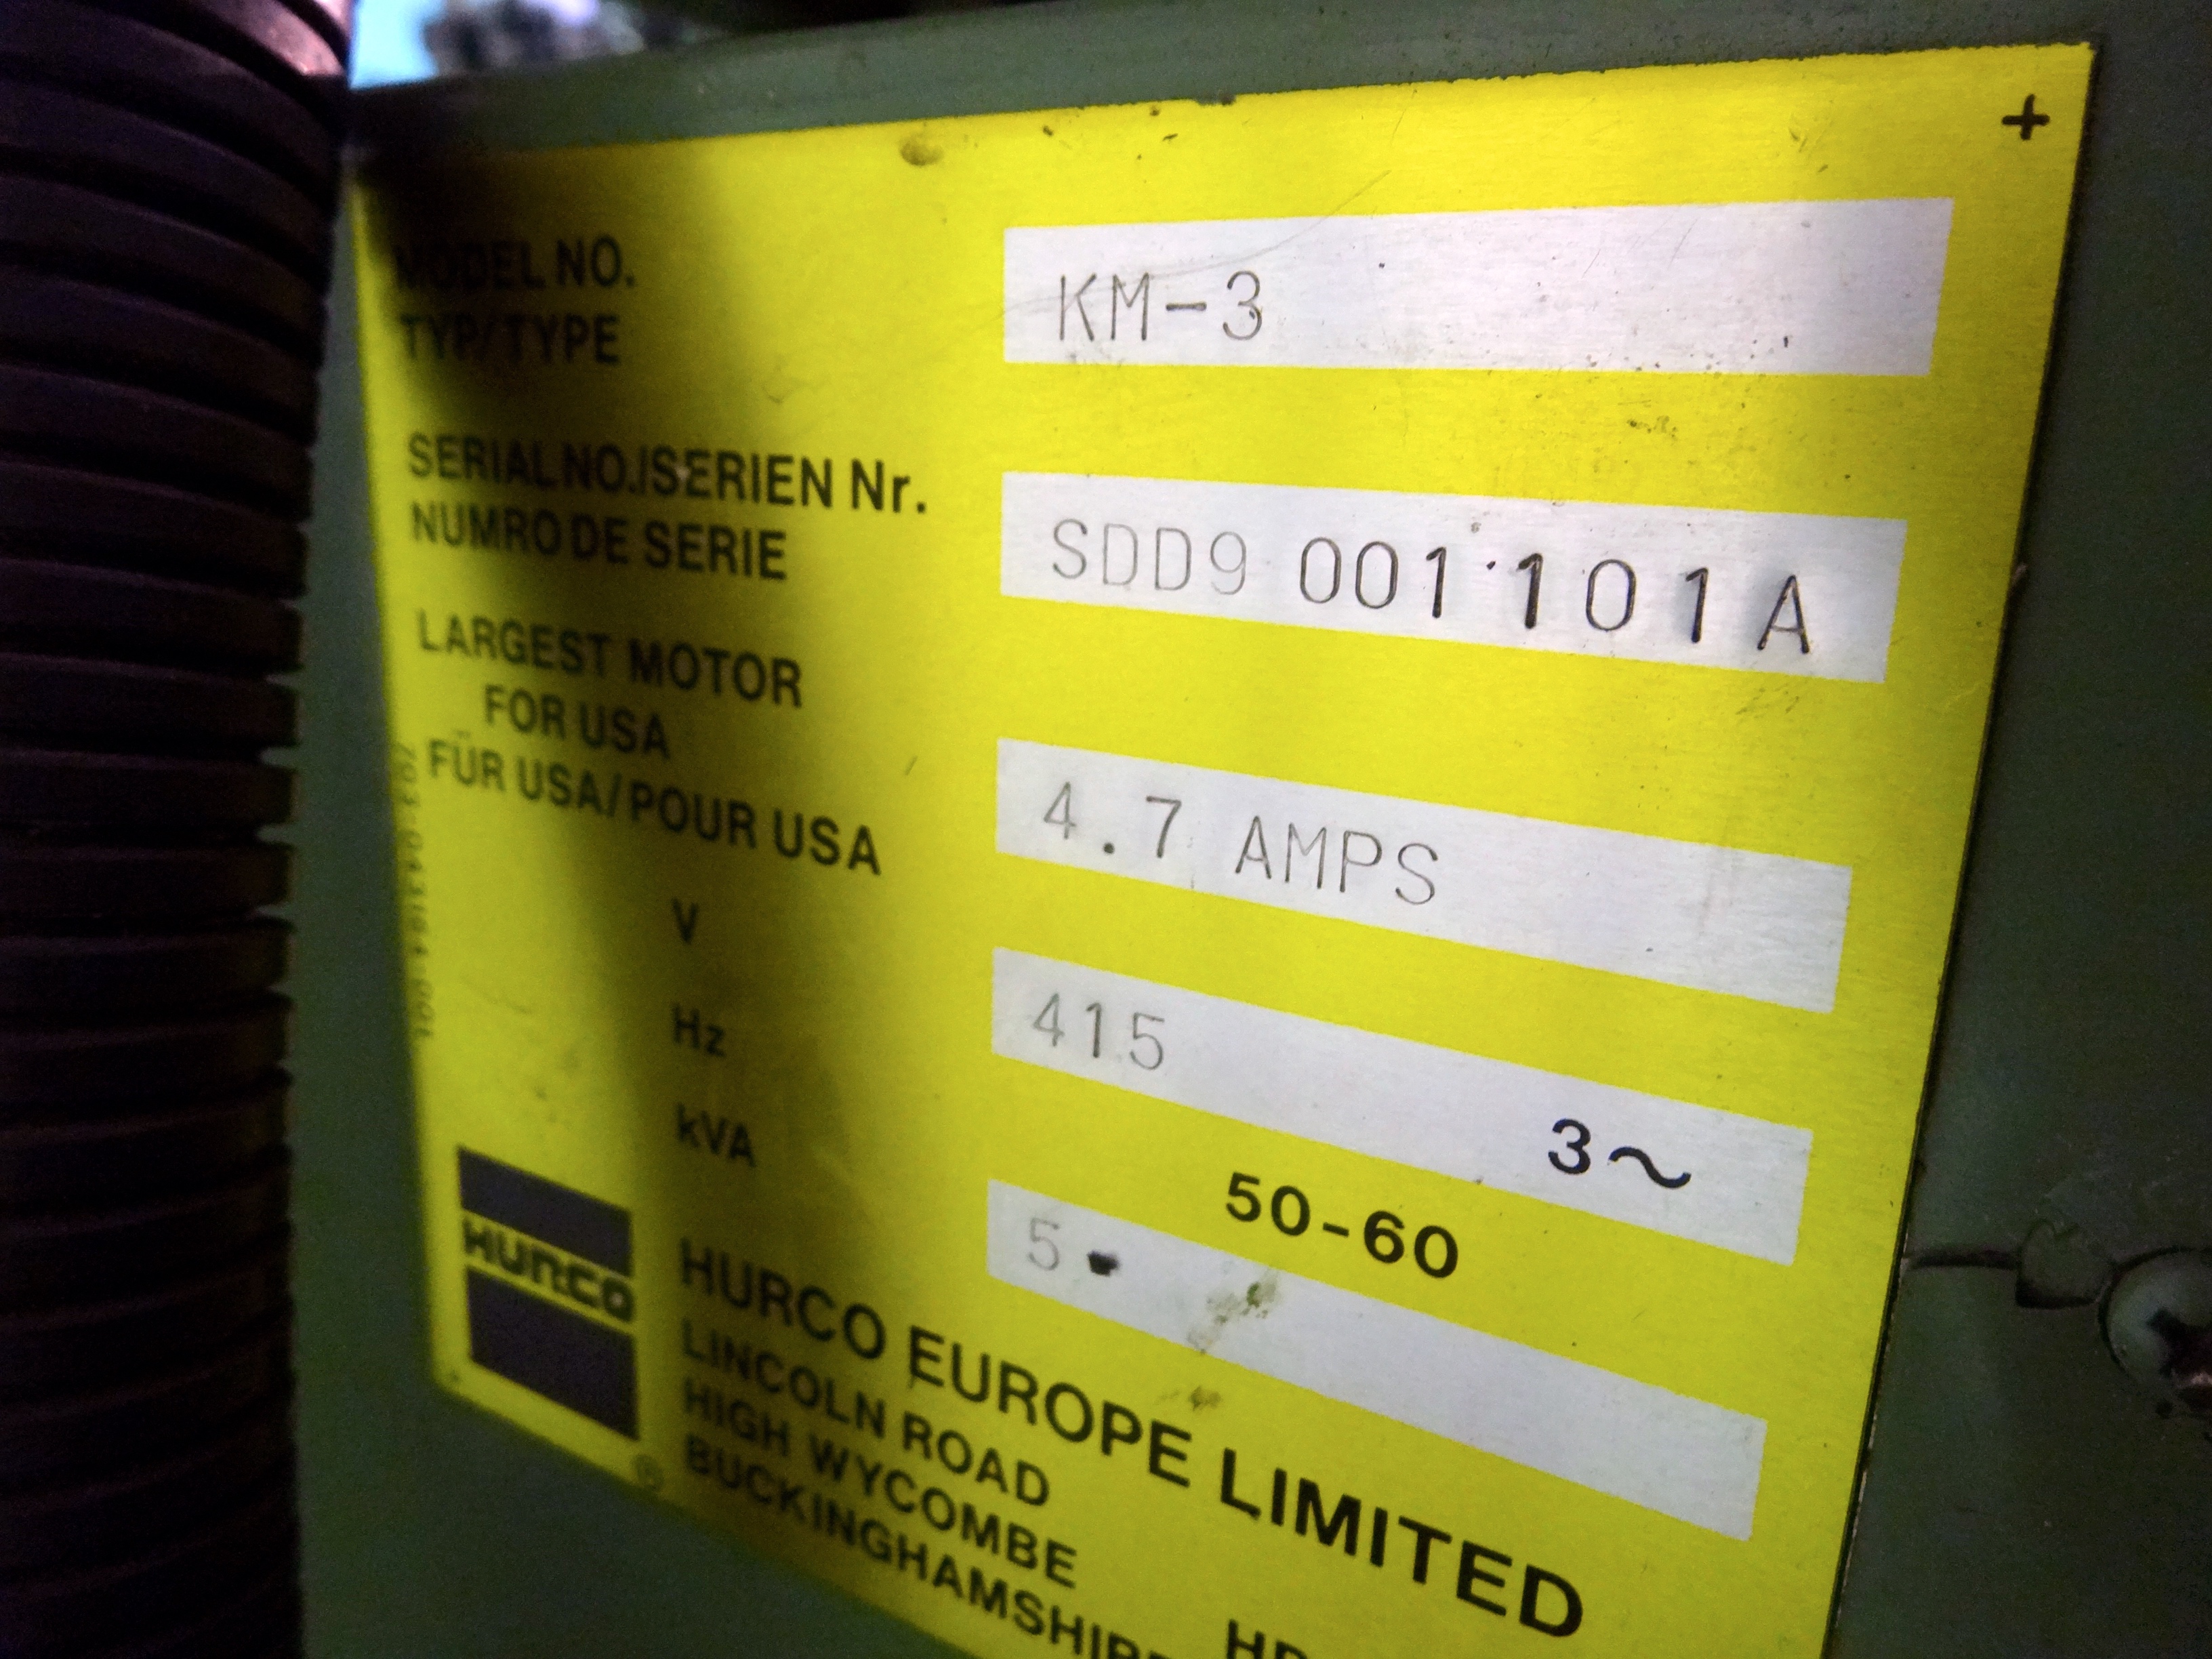 +
MODEL NO.
TYP/TYPE
KM-3
SERIAL NO./SERIEN Nr.
NUMRO DE SERIE
SDD9 001 101A
LARGEST MOTOR
FOR USA
FÜR USA/POUR USA
4.7 AMPS
V
415 3~
Hz
50-60
kVA
5
HURCO
®
HURCO EUROPE LIMITED
LINCOLN ROAD
HIGH WYCOMBE
BUCKINGHAMSHIRE